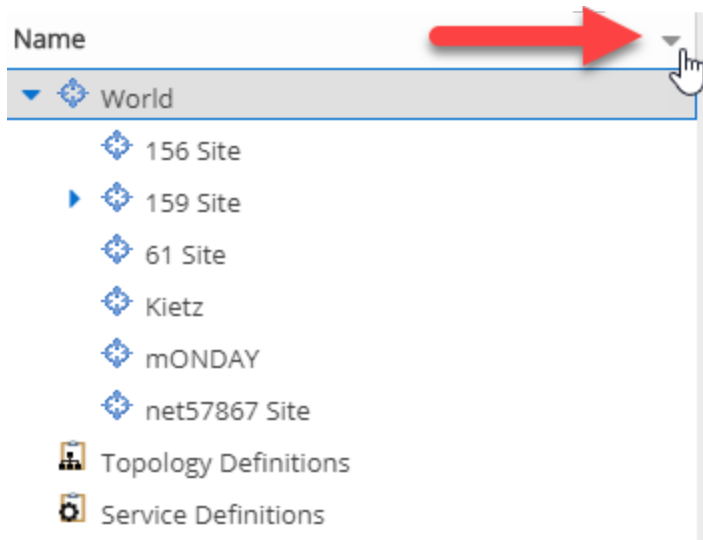 Name
World
156 Site
159 Site
61 Site
Kietz
mONDAY
net57867 Site
Topology Definitions
Service Definitions